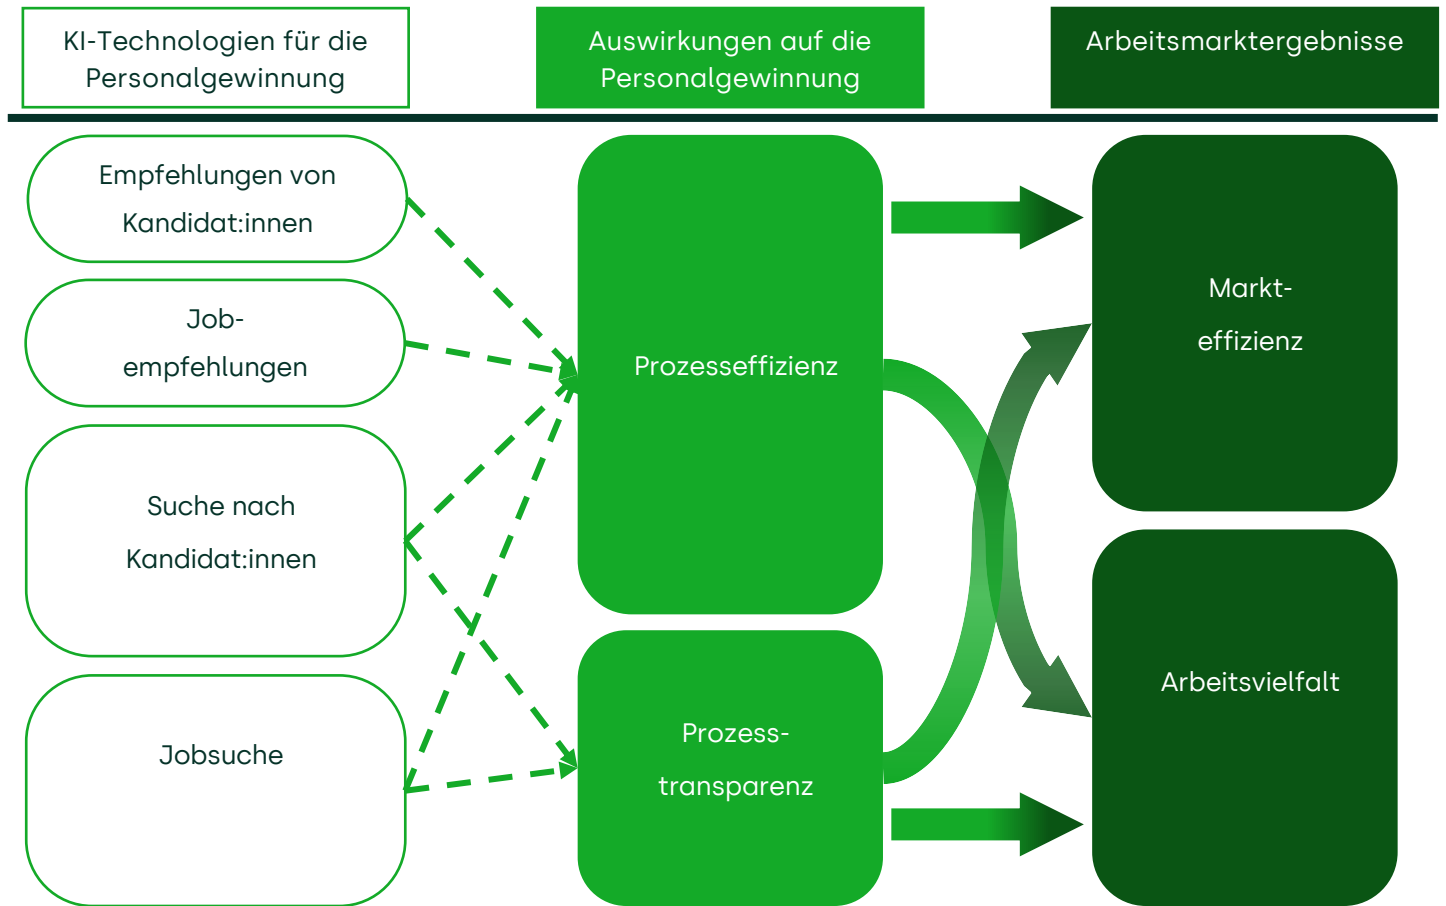 KI-Technologien für die
Personalgewinnung
Auswirkungen auf die
Personalgewinnung
Arbeitsmarktergebnisse
Empfehlungen von
Kandidat:innen
Job-
empfehlungen
Suche nach
Kandidat:innen
Jobsuche
Prozesseffizienz
Prozess-
transparenz
Markt-
effizienz
Arbeitsvielfalt